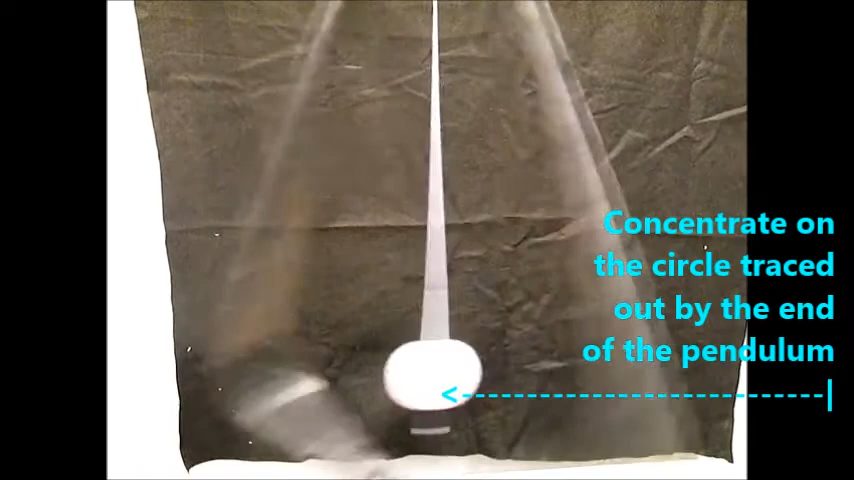 Concentrate on
the circle traced
out by the end
of the pendulum
<---------------------------|